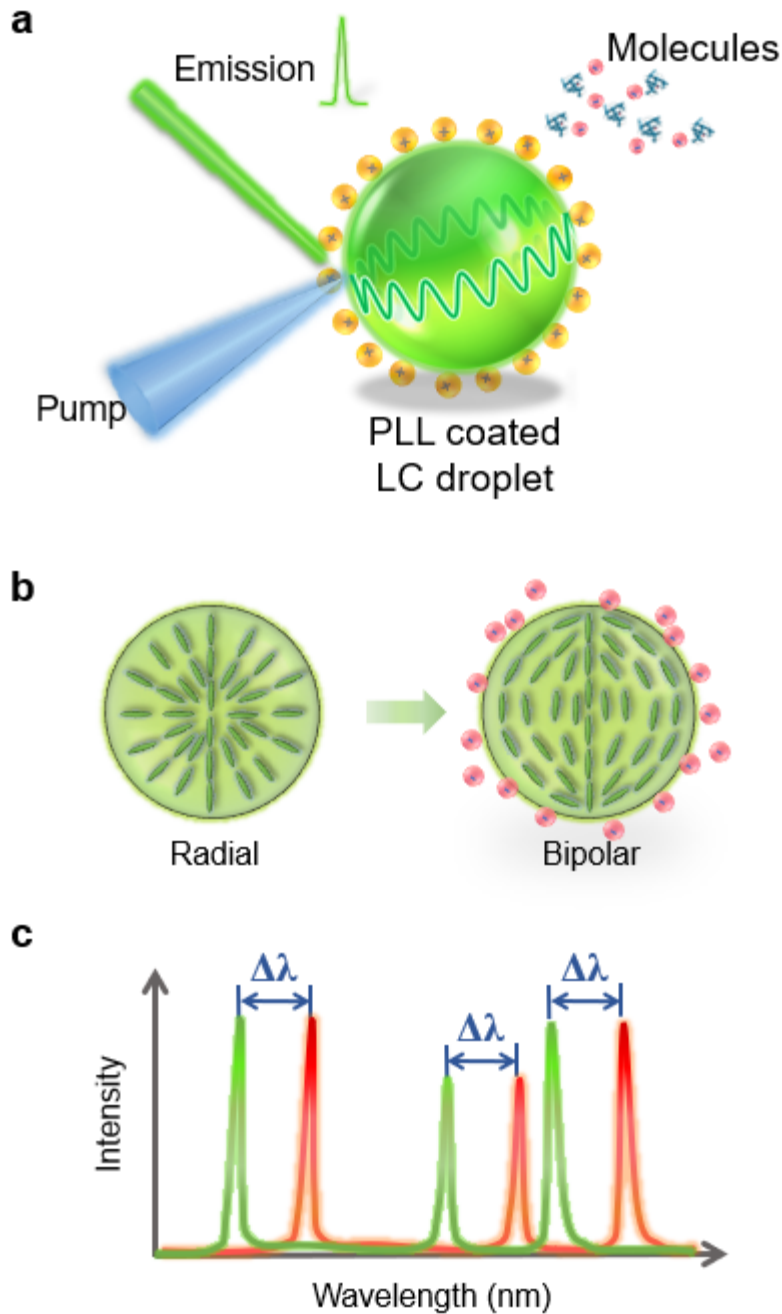 a
Emission
Molecules
Pump
PLL coated
LC droplet
b
Radial
Bipolar
c
Δλ
Δλ
Δλ
Intensity
Wavelength (nm)